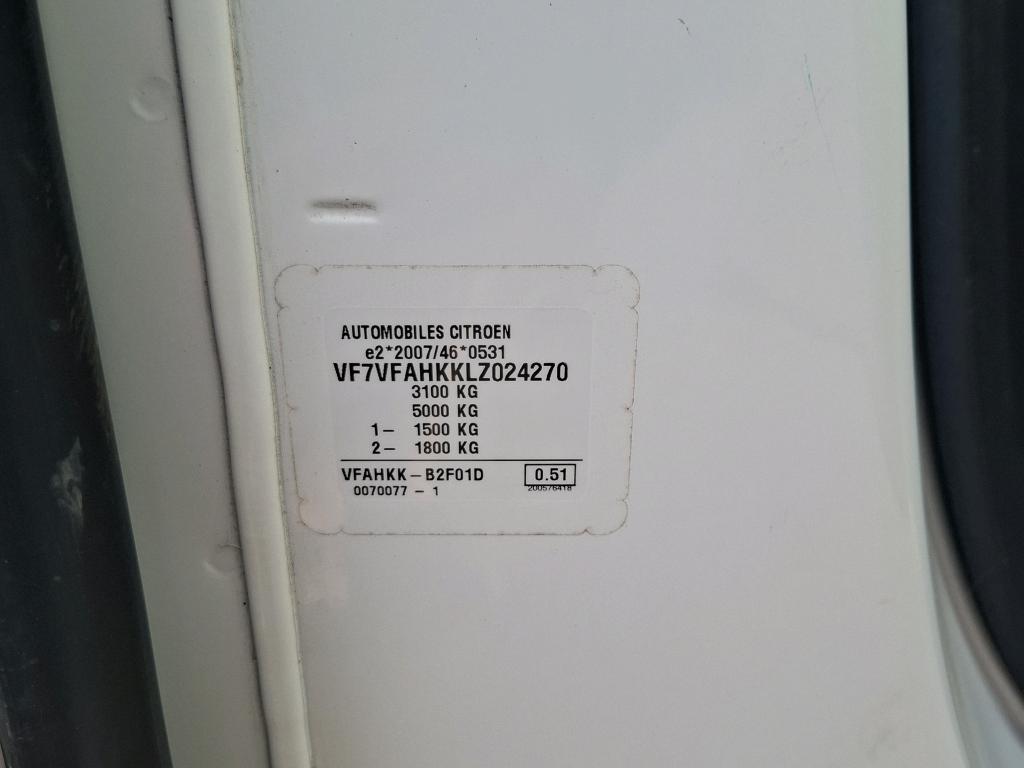 AUTOMOBILES CITROEN
e2*2007/46*0531
VF7VFAHKKLZ024270
3100 KG
5000 KG
1- 1500 KG
2- 1800 KG
VFAHKK-B2F01D 0.51
0070077-1 200576418